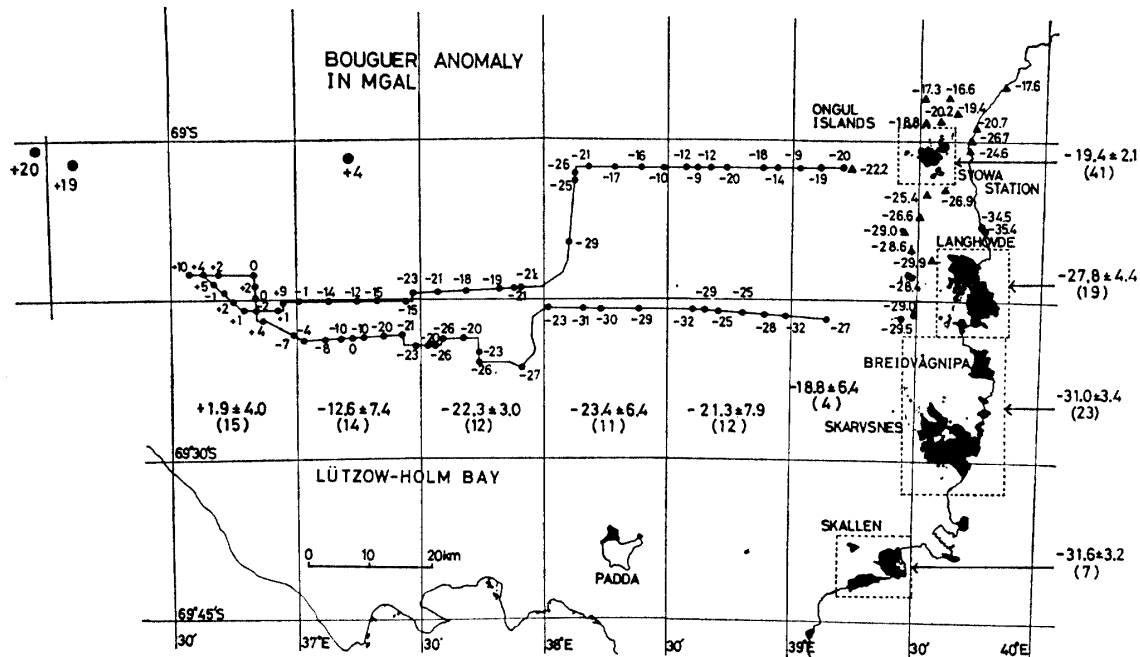 BOUGUER ANOMALY
IN MGAL
-17.6
-17.3 -16.6
ONGUL
ISLANDS
-20.2 -19.4
-18.8
-20.7
69°S
-26.7
-24.6
-19.4±2.1
(41)
+20
+19
+4
-26 -21 -16 -12 -12 -18 -9 -20
-22.2
-25 -17 -10 -9 -20 -14 -19
SYOWA
STATION
-25.4 -26.9
-26.6
-34.5
-35.4
-29.0
-29
-28.6
LANGHOVDE
-29.9
-27.8±4.4
(19)
-28.4
+10 +4 +2 0
+5 +2
-1 0 +9 -1 -14 -12 -15
-23 -21 -18 -19 -21
-21
-15
+1 -2 +1
+4
-29 -25
-29.0
-29.5
-23 -31 -30 -29 -32 -25 -28 -32 -27
-4 -10 -10 -20 -21
-7 -8 0
-20 -26 -20
-23 -26 -23
-26 -27
BREIDVÅGNIPA
-18.8±6.4
(4)
+1.9±4.0
(15)
-12.6±7.4
(14)
-22.3±3.0
(12)
-23.4±6.4
(11)
-21.3±7.9
(12)
-31.0±3.4
(23)
SKARVSNES
69°30S
LÜTZOW-HOLM BAY
SKALLEN
0 10 20km
PADDA
-31.6±3.2
(7)
69°45S
30′ 37°E 30′ 38°E 30′ 39°E 30′ 40°E